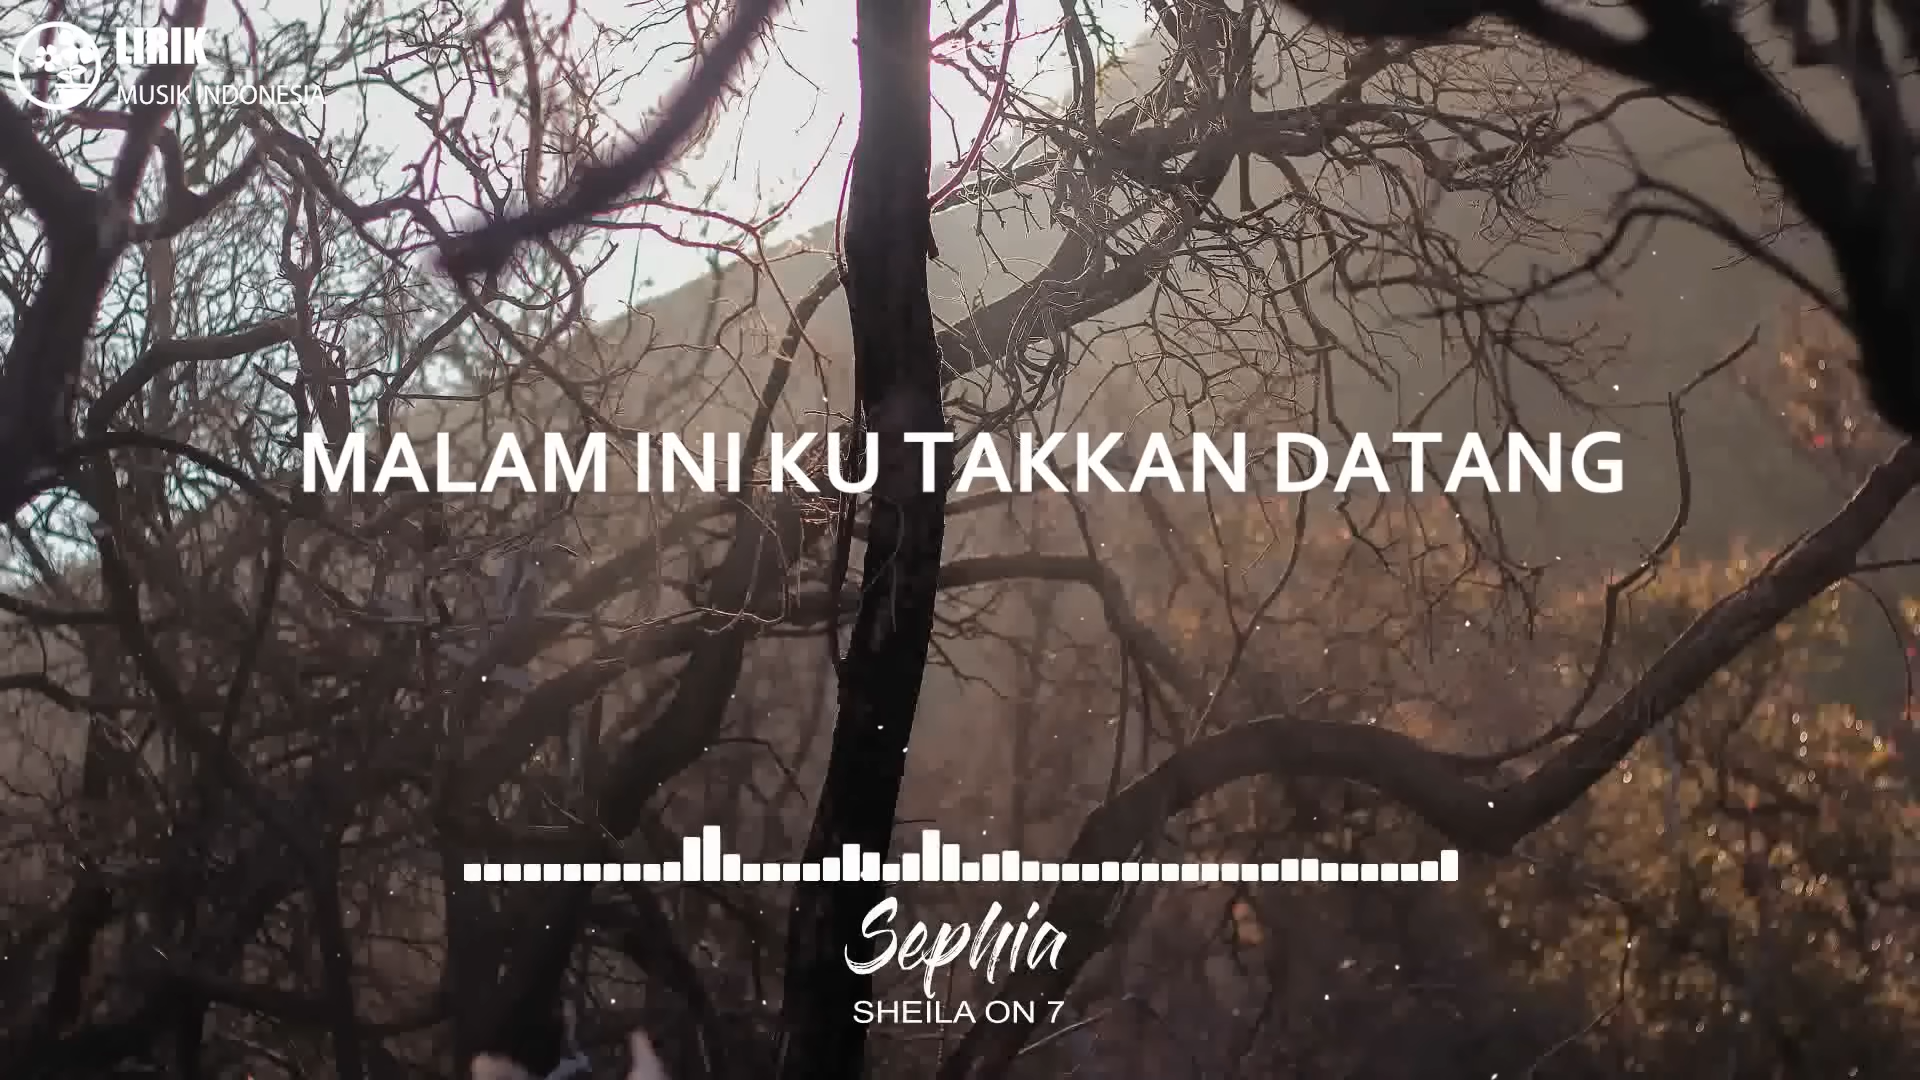 LIRIK
MUSIK INDONESIA
MALAM INI KU TAKKAN DATANG
Sephia
SHEILA ON 7